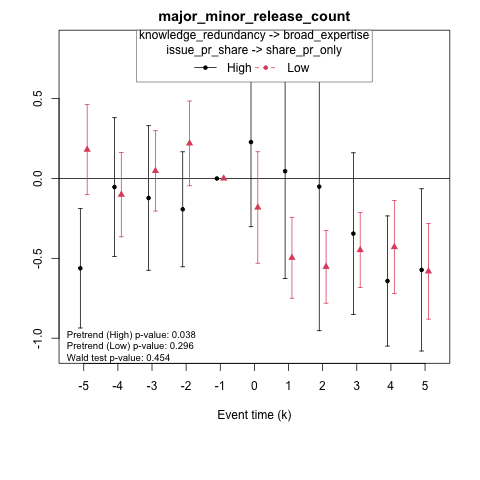 major_minor_release_count
knowledge_redundancy -> broad_expertise
issue_pr_share -> share_pr_only
High Low
0.5
0.0
-0.5
-1.0
Pretrend (High) p-value: 0.038
Pretrend (Low) p-value: 0.296
Wald test p-value: 0.454
-5 -4 -3 -2 -1 0 1 2 3 4 5
Event time (k)